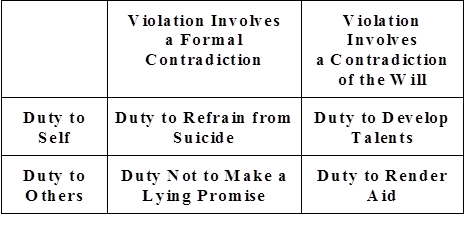 Violation Involves
a Formal
Contradiction
Violation
Involves
a Contradiction
of the Will
Duty to
Self
Duty to Refrain from
Suicide
Duty to Develop
Talents
Duty to
Others
Duty Not to Make a
Lying Promise
Duty to Render
Aid